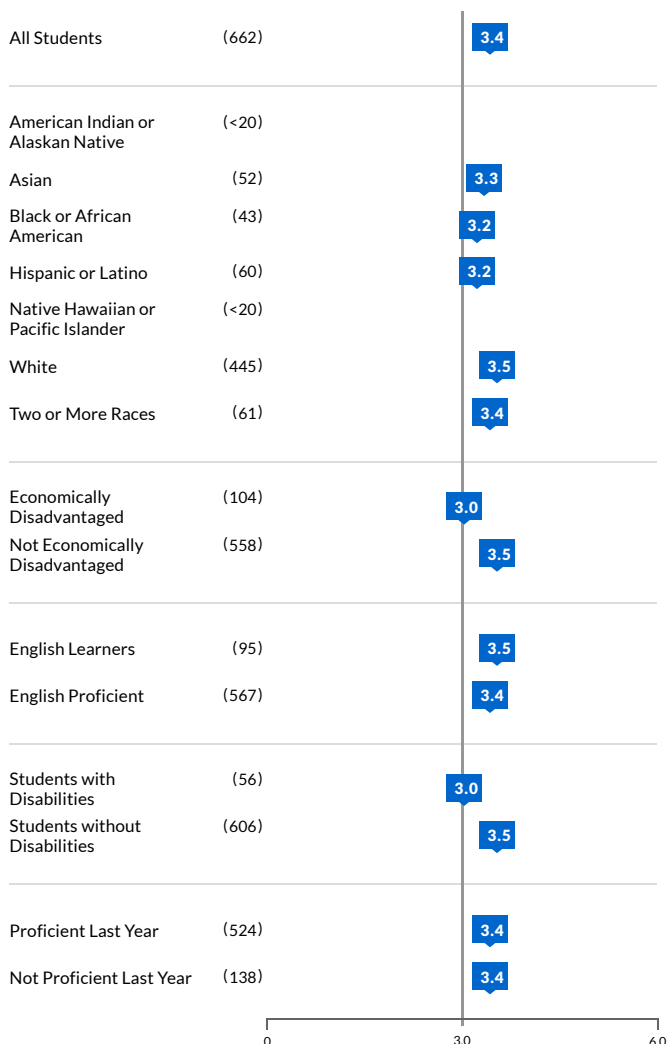 All Students (662) 3.4
American Indian or (<20)
Alaskan Native
Asian (52) 3.3
Black or African (43) 3.2
American
Hispanic or Latino (60) 3.2
Native Hawaiian or (<20)
Pacific Islander
White (445) 3.5
Two or More Races (61) 3.4
Economically (104) 3.0
Disadvantaged
Not Economically (558) 3.5
Disadvantaged
English Learners (95) 3.5
English Proficient (567) 3.4
Students with (56) 3.0
Disabilities
Students without (606) 3.5
Disabilities
Proficient Last Year (524) 3.4
Not Proficient Last Year (138) 3.4
0 3.0 6.0